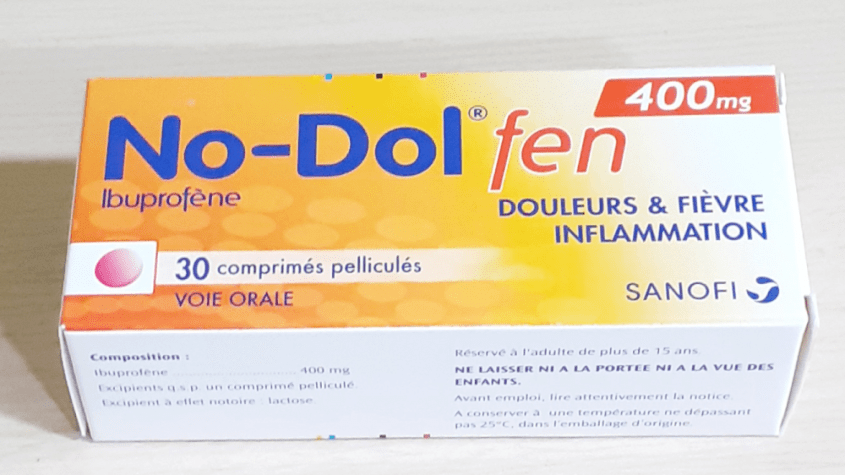 400mg
No-Dol® fen
Ibuprofène
DOULEURS & FIÈVRE
INFLAMMATION
30 comprimés pelliculés
VOIE ORALE
SANOFI
Composition :
Ibuprofène ........................... 400 mg
Excipients q.s.p. un comprimé pelliculé.
Excipient à effet notoire : lactose.
Réservé à l'adulte de plus de 15 ans.
NE LAISSER NI A LA PORTEE NI A LA VUE DES
ENFANTS.
Avant emploi, lire attentivement la notice.
A conserver à une température ne dépassant
pas 25°C, dans l'emballage d'origine.